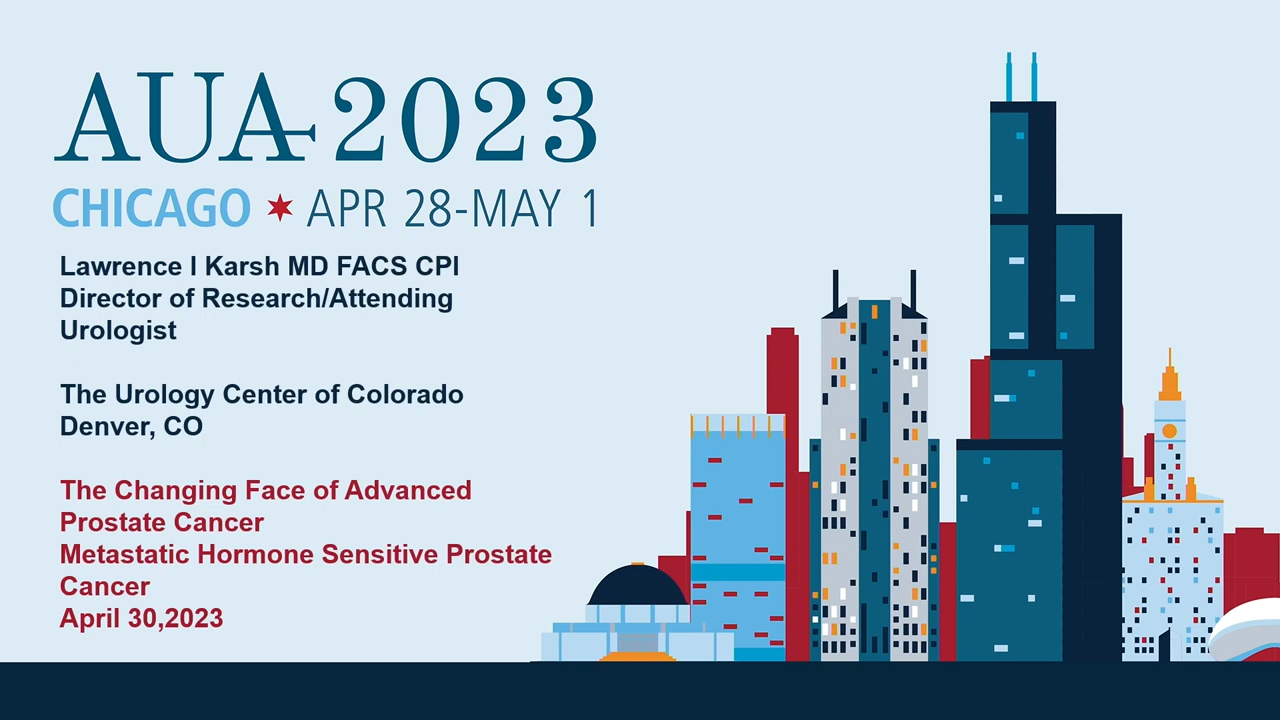 AUA 2023
CHICAGO ✶ APR 28-MAY 1
Lawrence I Karsh MD FACS CPI
Director of Research/Attending
Urologist
The Urology Center of Colorado
Denver, CO
The Changing Face of Advanced
Prostate Cancer
Metastatic Hormone Sensitive Prostate
Cancer
April 30,2023